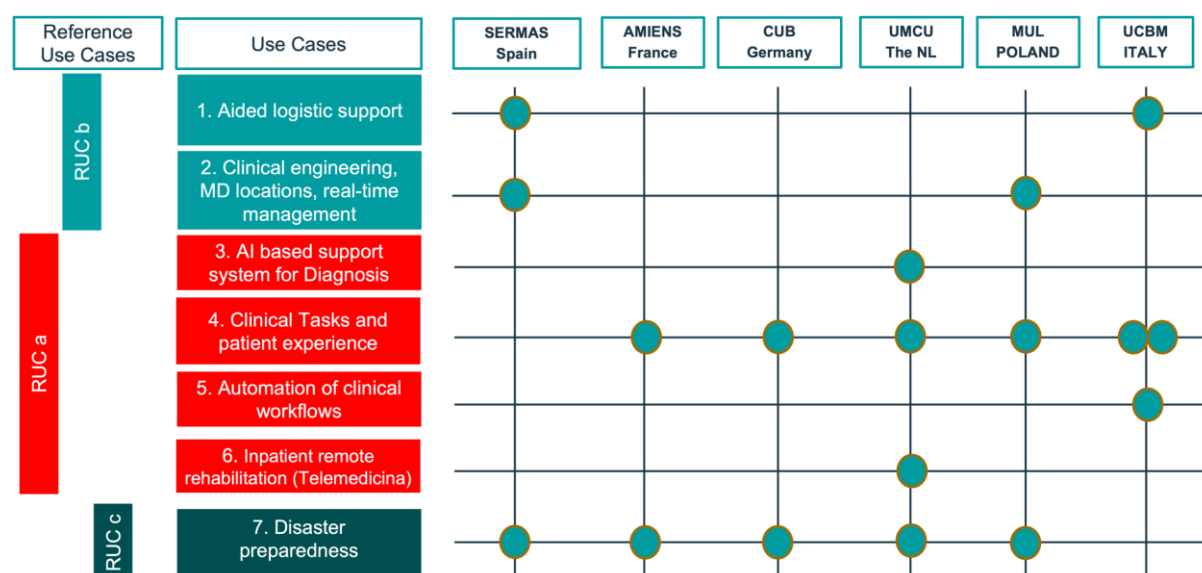 Reference
Use Cases
Use Cases
SERMAS
Spain
AMIENS
France
CUB
Germany
UMCU
The NL
MUL
POLAND
UCBM
ITALY
RUC b
1. Aided logistic support
2. Clinical engineering,
MD locations, real-time
management
RUC a
3. AI based support
system for Diagnosis
4. Clinical Tasks and
patient experience
5. Automation of clinical
workflows
6. Inpatient remote
rehabilitation (Telemedicina)
RUC c
7. Disaster
preparedness